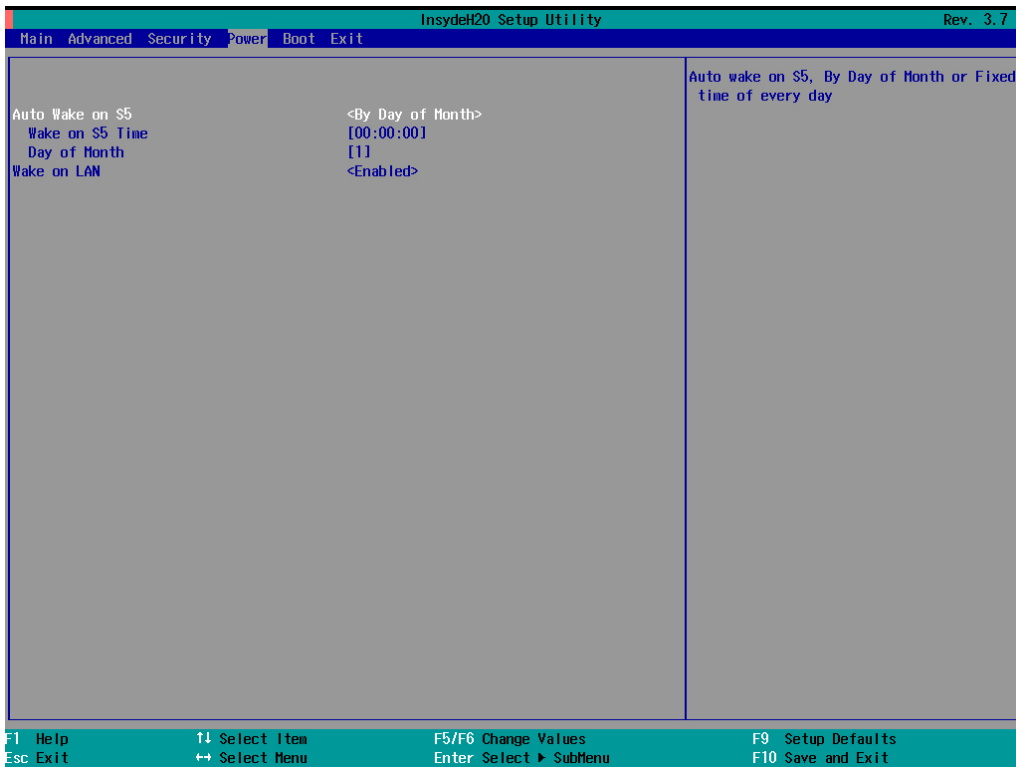 InsydeH20 Setup Utility Rev. 3.7
Main Advanced Security Power Boot Exit
Auto wake on S5, By Day of Month or Fixed
time of every day
Auto Wake on S5 <By Day of Month>
Wake on S5 Time [00:00:00]
Day of Month [1]
Wake on LAN <Enabled>
F1 Help ↑↓ Select Item F5/F6 Change Values F9 Setup Defaults
Esc Exit ↔ Select Menu Enter Select ▶ SubMenu F10 Save and Exit